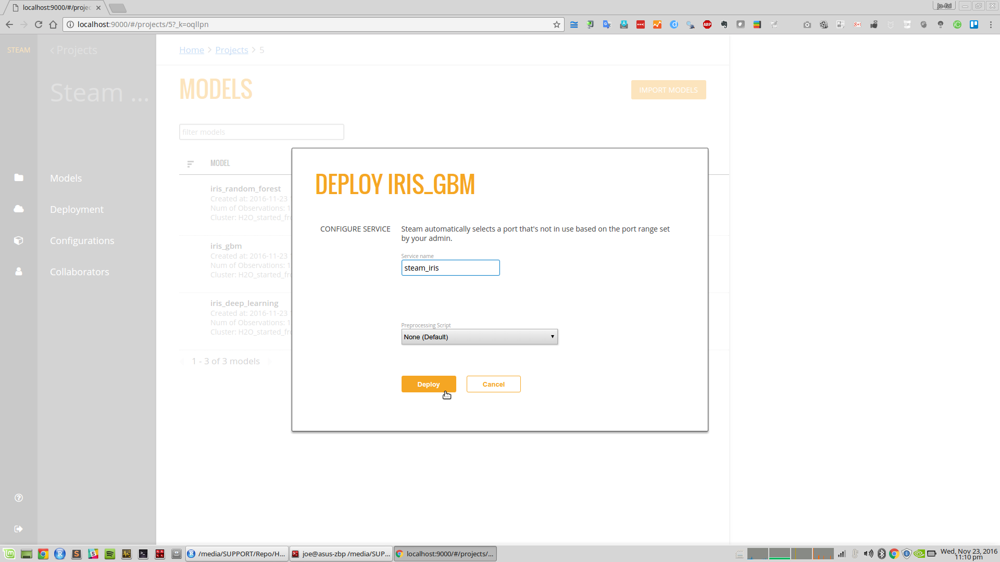 localhost:9000/#/projec
Jo-fai
localhost:9000/#/projects/5?_k=oqllpn
STEAM
Projects
Home
Projects
5
Steam ...
MODELS
IMPORT MODELS
filter models
MODEL
Models
Deployment
Configurations
Collaborators
iris_random_forest
Created at: 2016-11-23
Num of Observations: 1
Cluster: H2O_started_fr
iris_gbm
Created at: 2016-11-23
Num of Observations: 1
Cluster: H2O_started_fr
iris_deep_learning
Created at: 2016-11-23
Num of Observations: 1
Cluster: H2O_started_fr
1 - 3 of 3 models
DEPLOY IRIS_GBM
CONFIGURE SERVICE
Steam automatically selects a port that's not in use based on the port range set
by your admin.
Service name
steam_iris
Preprocessing Script
None (Default)
Deploy
Cancel
/media/SUPPORT/Repo/H...
joe@asus-zbp /media/SUP...
localhost:9000/#/projects/...
Wed, Nov 23, 2016
11:10 pm